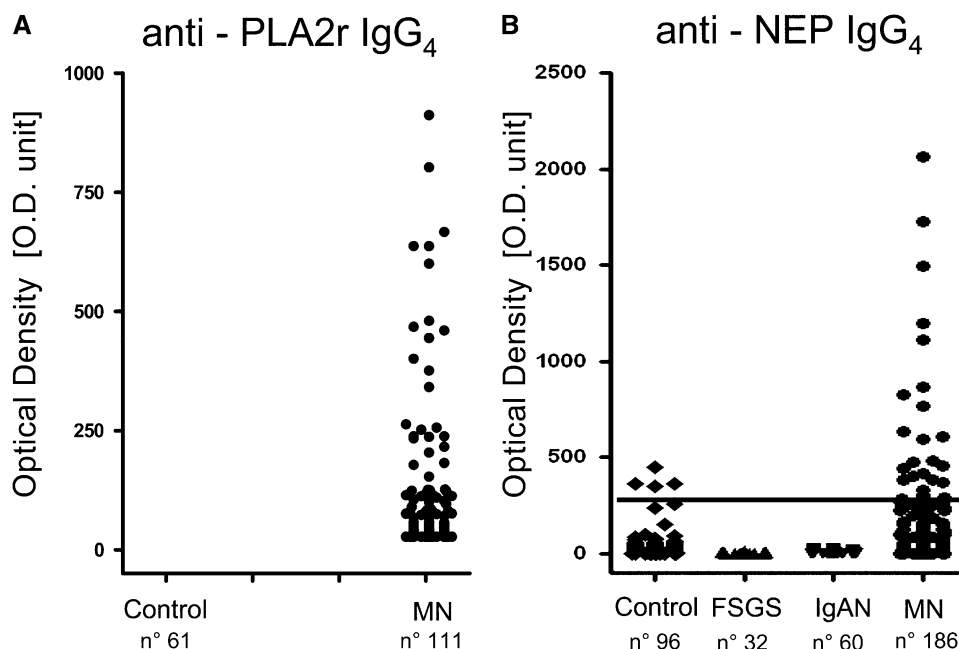 A
anti - PLA2r IgG4
Optical Density [O.D. unit]
1000
750
500
250
0
Control
n° 61
MN
n° 111
B
anti - NEP IgG4
Optical Density [O.D. unit]
2500
2000
1500
1000
500
0
Control
n° 96
FSGS
n° 32
IgAN
n° 60
MN
n° 186